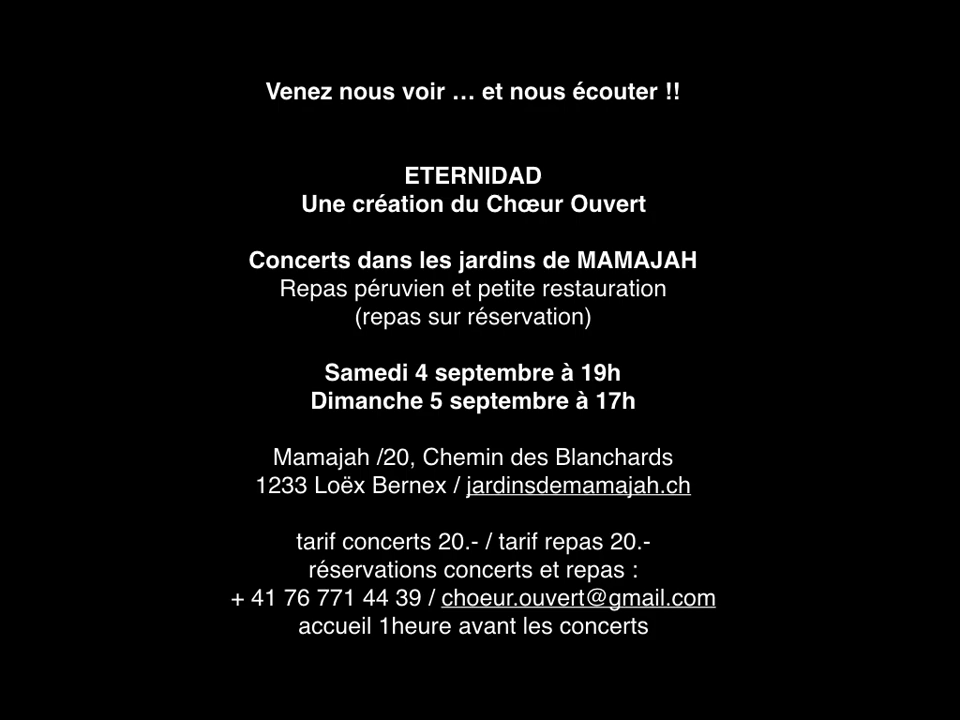 Venez nous voir … et nous écouter !!
ETERNIDAD
Une création du Chœur Ouvert
Concerts dans les jardins de MAMAJAH
Repas péruvien et petite restauration
(repas sur réservation)
Samedi 4 septembre à 19h
Dimanche 5 septembre à 17h
Mamajah /20, Chemin des Blanchards
1233 Loëx Bernex / jardinsdemamajah.ch
tarif concerts 20.- / tarif repas 20.-
réservations concerts et repas :
+ 41 76 771 44 39 / choeur.ouvert@gmail.com
accueil 1heure avant les concerts